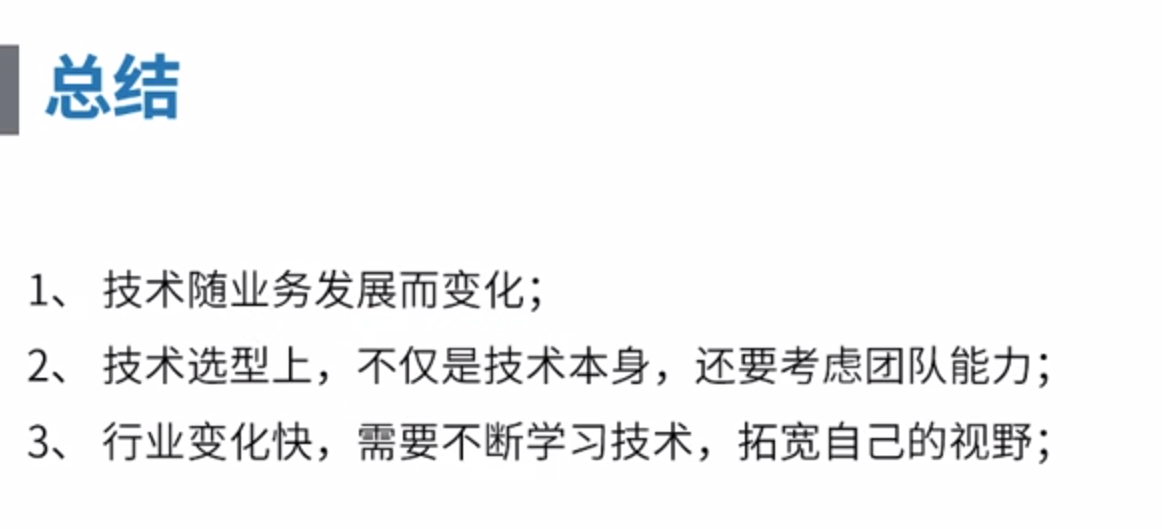 总结
1、 技术随业务发展而变化；
2、 技术选型上，不仅是技术本身，还要考虑团队能力；
3、 行业变化快，需要不断学习技术，拓宽自己的视野；